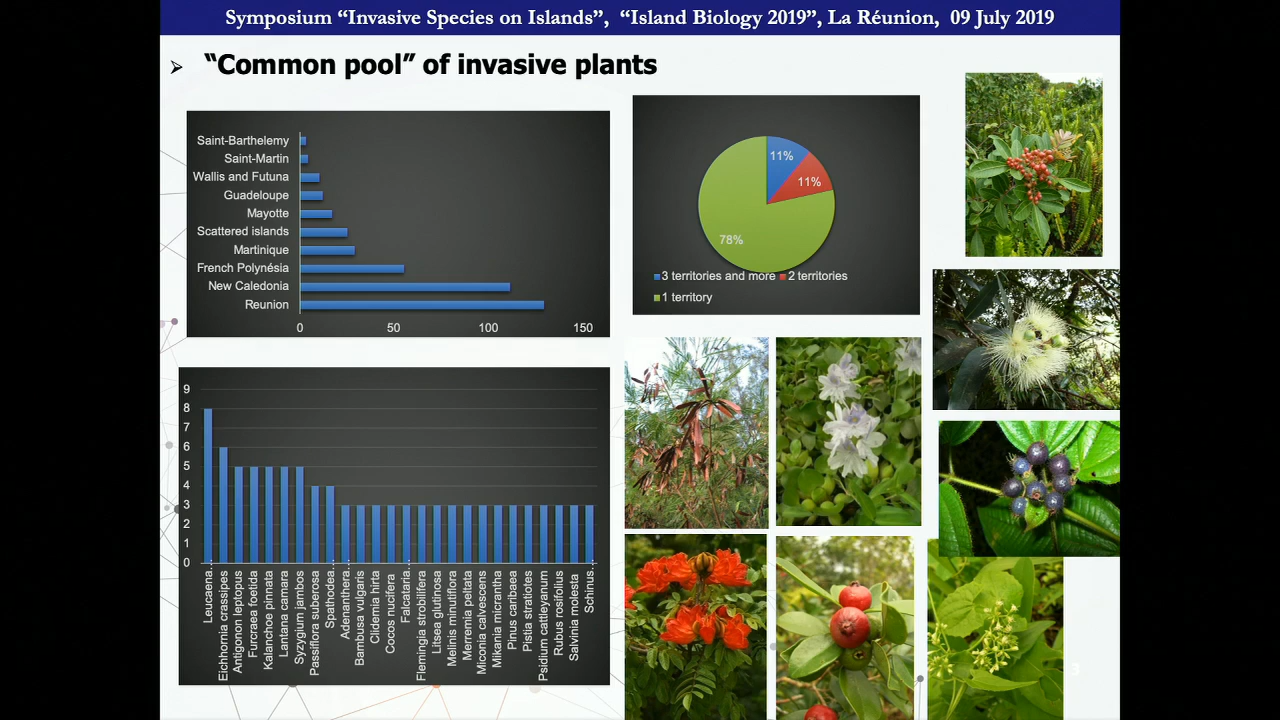 Symposium “Invasive Species on Islands”, “Island Biology 2019”, La Réunion, 09 July 2019
➢ “Common pool” of invasive plants
Saint-Barthelemy
Saint-Martin
Wallis and Futuna
Guadeloupe
Mayotte
Scattered islands
Martinique
French Polynésia
New Caledonia
Reunion
0 50 100 150
11%
11%
78%
3 territories and more 2 territories
1 territory
9
8
7
6
5
4
3
2
1
0
Leucaena…
Eichhornia crassipes
Antigonon leptopus
Furcraea foetida
Kalanchoe pinnata
Lantana camara
Syzygium jambos
Passiflora suberosa
Spathodea…
Adenanthera…
Bambusa vulgaris
Clidemia hirta
Cocos nucifera
Falcataria…
Flemingia strobilifera
Litsea glutinosa
Melinis minutiflora
Merremia peltata
Miconia calvescens
Mikania micrantha
Pinus caribaea
Pistia stratiotes
Psidium cattleyanum
Rubus rosifolius
Salvinia molesta
Schinus…
3